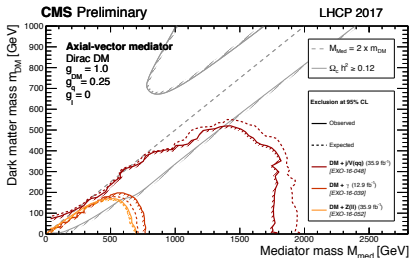 CMS Preliminary
LHCP 2017
Dark matter mass m_DM [GeV]
1000
900
800
700
600
500
400
300
200
100
0
Axial-vector mediator
Dirac DM
g_DM = 1.0
g_q = 0.25
g_l = 0
M_Med = 2 x m_DM
Ω_c h² ≥ 0.12
Exclusion at 95% CL
Observed
Expected
DM + j/V(qq) (35.9 fb⁻¹)
[EXO-16-048]
DM + γ (12.9 fb⁻¹)
[EXO-16-039]
DM + Z(ll) (35.9 fb⁻¹)
[EXO-16-052]
0 500 1000 1500 2000 2500
Mediator mass M_med [GeV]